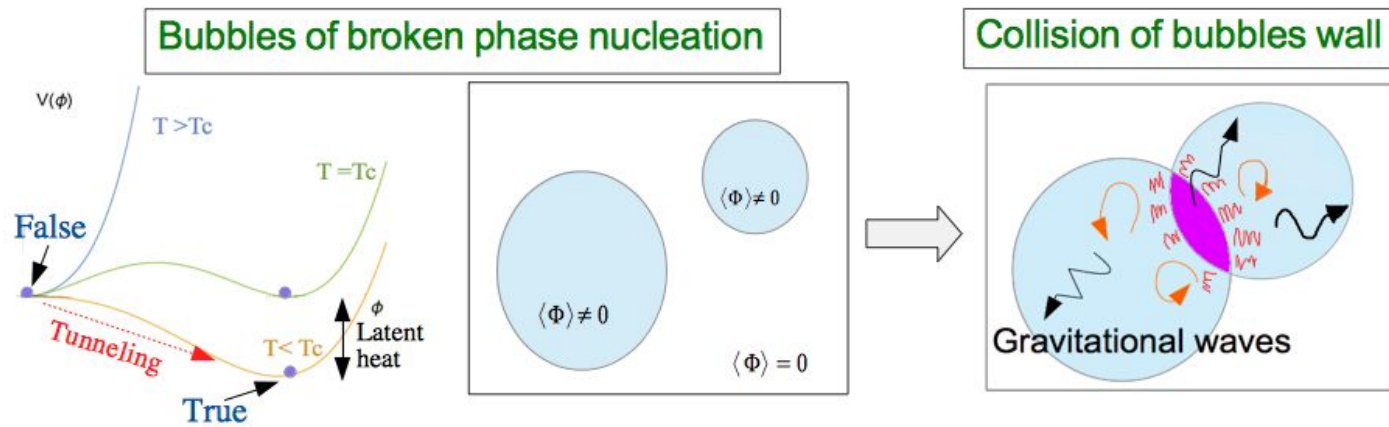 Bubbles of broken phase nucleation
Collision of bubbles wall
V(ϕ)
T >Tc
T =Tc
False
Tunneling
T< Tc
ϕ
Latent
heat
True
⟨Φ⟩≠ 0
⟨Φ⟩≠ 0
⟨Φ⟩ = 0
Gravitational waves